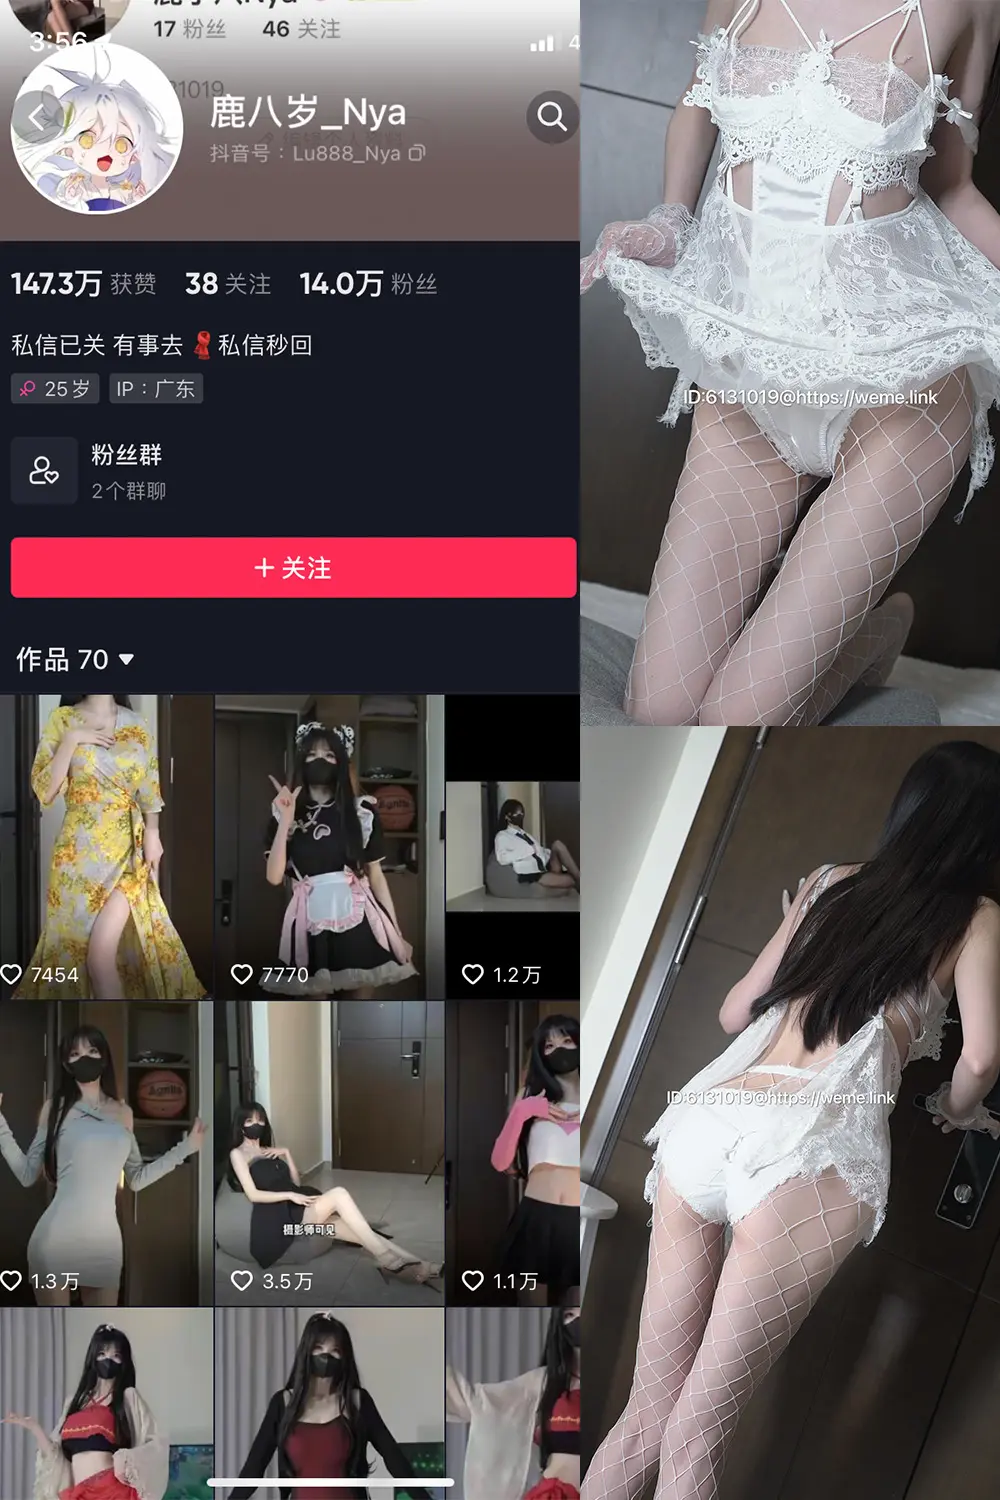 17 粉丝 46 关注
3:56
31019
鹿八岁_Nya
抖音号：Lu888_Nya
147.3万 获赞 38 关注 14.0万 粉丝
私信已关 有事去 私信秒回
25岁 IP：广东
粉丝群
2个群聊
+ 关注
作品 70
7454
7770
1.2万
1.3万
摄影师可见
3.5万
1.1万
ID:6131019@https://weme.link
ID:6131019@https://weme.link